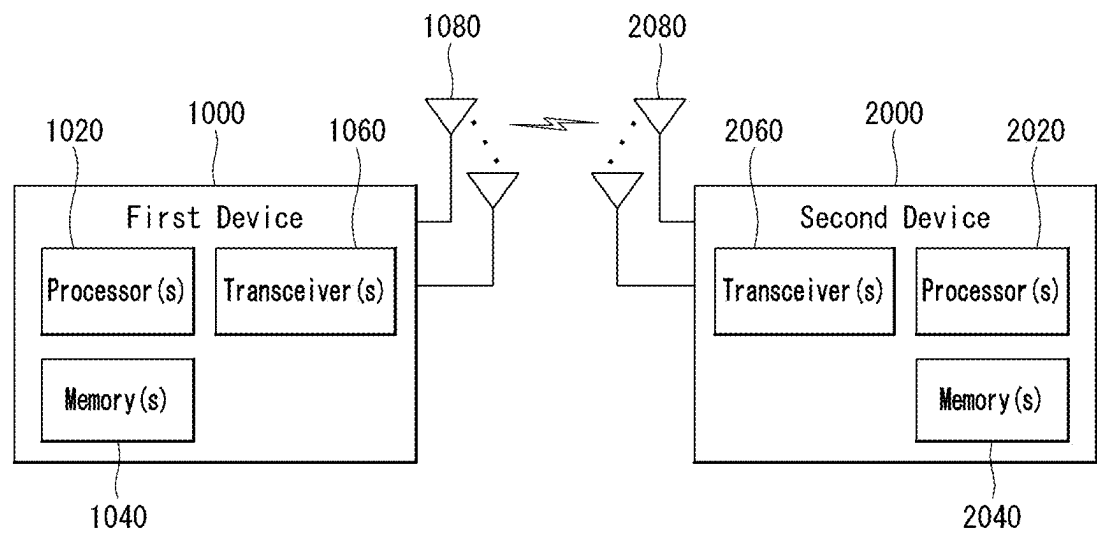 1080
2080
1020
1000
1060
2060
2000
2020
First Device
Second Device
Processor(s)
Transceiver(s)
Transceiver(s)
Processor(s)
Memory(s)
Memory(s)
1040
2040